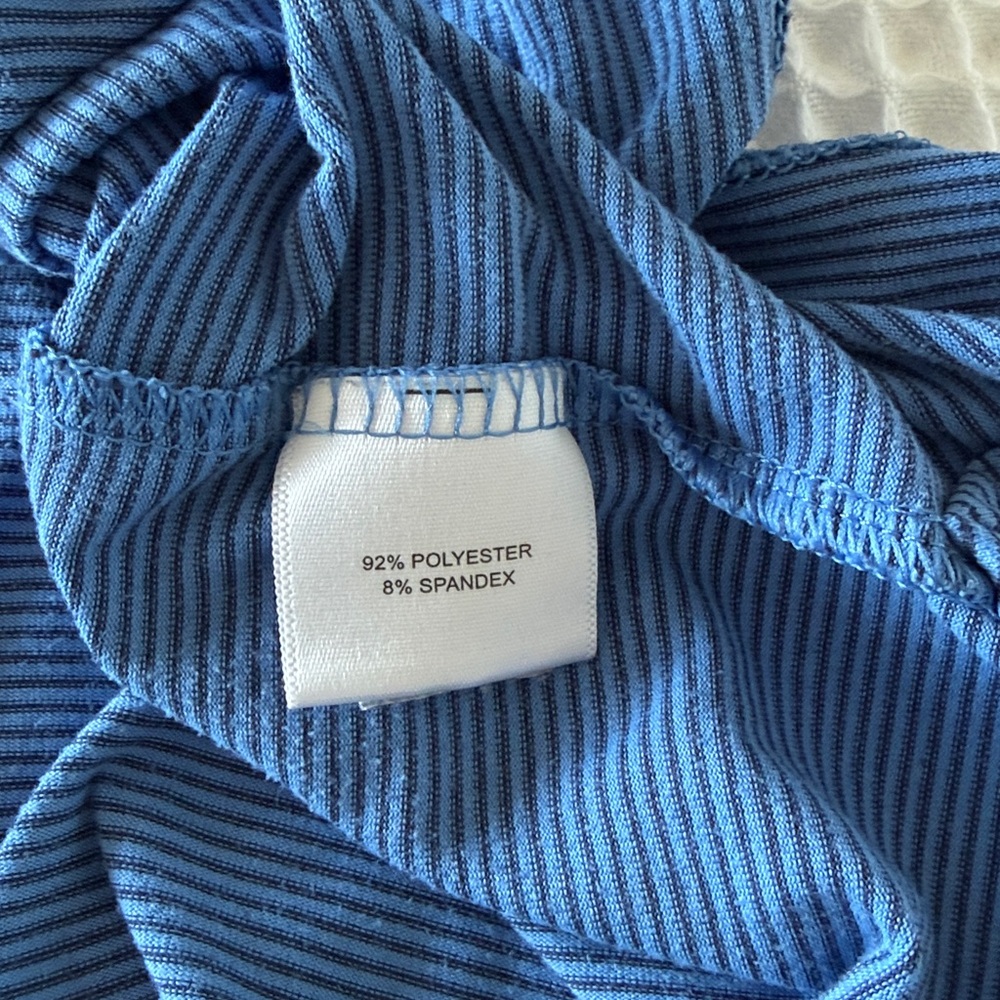 92% POLYESTER
8% SPANDEX